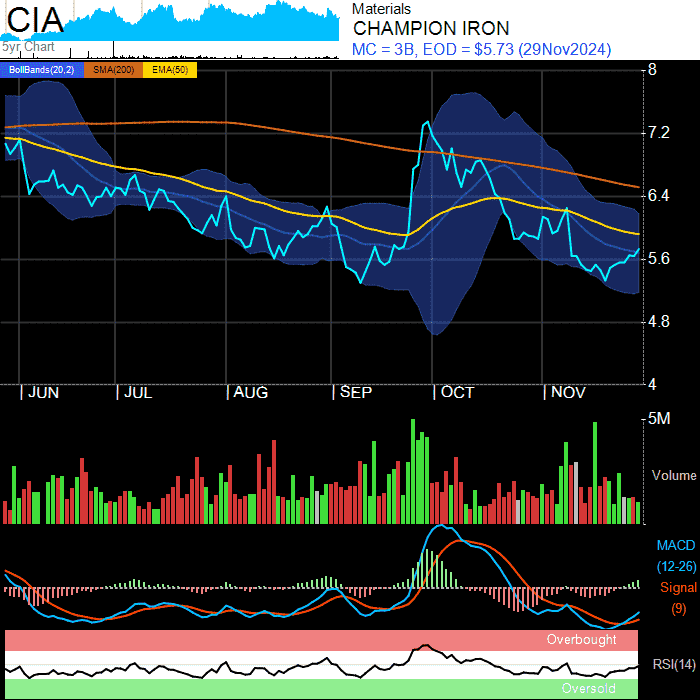 CIA
5yr Chart
Materials
CHAMPION IRON
MC = 3B, EOD = $5.73 (29Nov2024)
BollBands(20,2) SMA(200) EMA(50)
8
7.2
6.4
5.6
4.8
4
JUN JUL AUG SEP OCT NOV
5M
Volume
MACD
(12-26)
Signal
(9)
Overbought
RSI(14)
Oversold